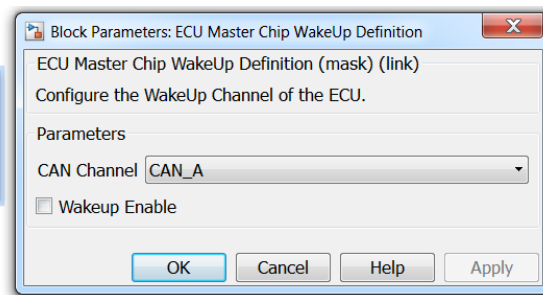 Block Parameters: ECU Master Chip WakeUp Definition
ECU Master Chip WakeUp Definition (mask) (link)
Configure the WakeUp Channel of the ECU.
Parameters
CAN Channel CAN_A
Wakeup Enable
OK Cancel Help Apply